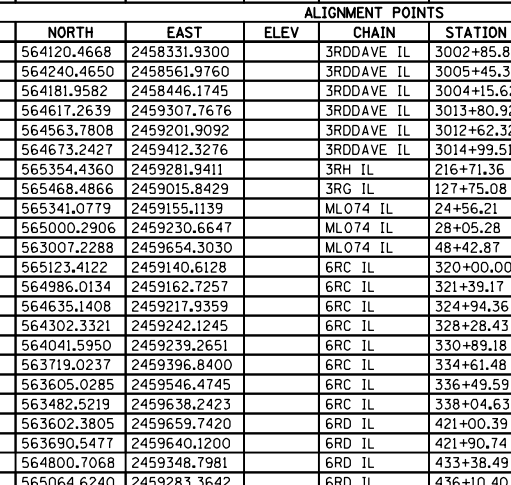 ALIGNMENT POINTS
NORTH EAST ELEV CHAIN STATION
564120.4668 2458331.9300 3RDDAVE IL 3002+85.8
564240.4650 2458561.9760 3RDDAVE IL 3005+45.3
564181.9582 2458446.1745 3RDDAVE IL 3004+15.62
564617.2639 2459307.7676 3RDDAVE IL 3013+80.92
564563.7808 2459201.9092 3RDDAVE IL 3012+62.32
564673.2427 2459412.3276 3RDDAVE IL 3014+99.51
565354.4360 2459281.9411 3RH IL 216+71.36
565468.4866 2459015.8429 3RG IL 127+75.08
565341.0779 2459155.1139 ML074 IL 24+56.21
565000.2906 2459230.6647 ML074 IL 28+05.28
563007.2288 2459654.3030 ML074 IL 48+42.87
565123.4122 2459140.6128 6RC IL 320+00.00
564986.0134 2459162.7257 6RC IL 321+39.17
564635.1408 2459217.9359 6RC IL 324+94.36
564302.3321 2459242.1245 6RC IL 328+28.43
564041.5950 2459239.2651 6RC IL 330+89.18
563719.0237 2459396.8400 6RC IL 334+61.48
563605.0285 2459546.4745 6RC IL 336+49.59
563482.5219 2459638.2423 6RC IL 338+04.63
563602.3805 2459659.7420 6RD IL 421+00.39
563690.5477 2459640.1200 6RD IL 421+90.74
564800.7068 2459348.7981 6RD IL 433+38.49
565064.6240 2459283.3642 6RD IL 436+10.40